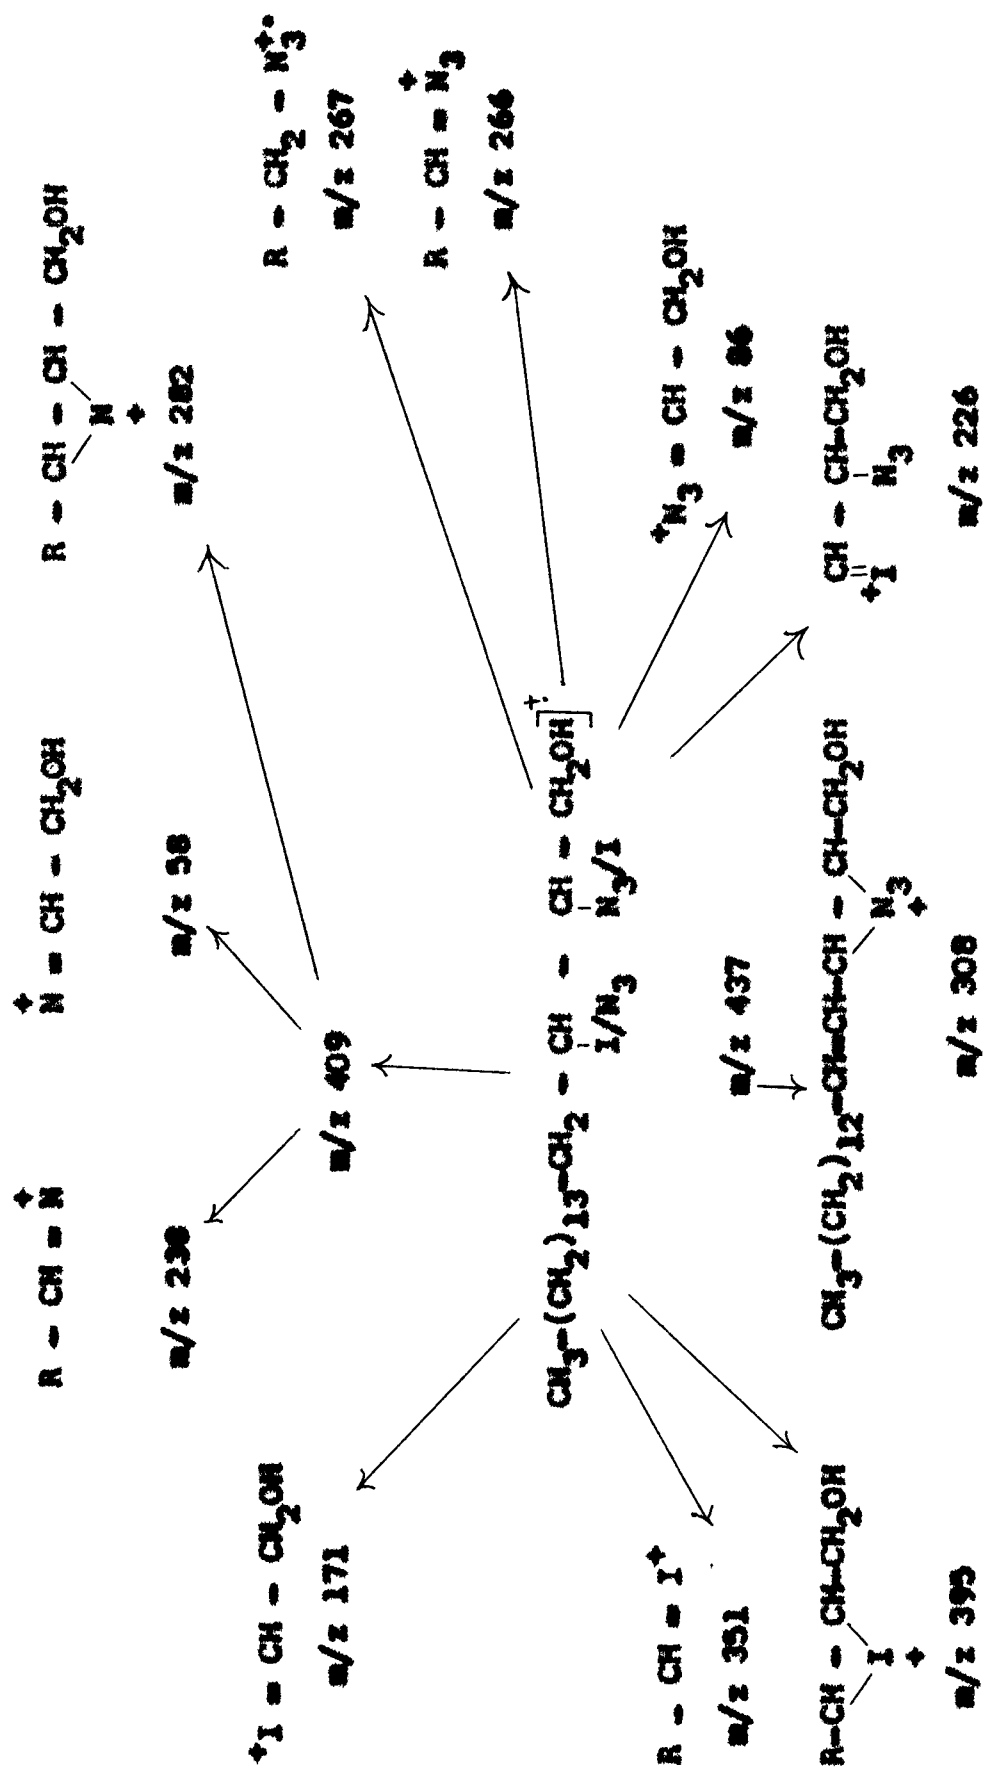 N⁺ = CH – CH₂OH
m/z 58
R – CH = N⁺
m/z 238
R – CH – CH – CH₂OH
N
+
m/z 282
m/z 409
⁺I = CH – CH₂OH
m/z 171
R – CH₂ – N₃⁺•
m/z 267
R – CH = N₃⁺
m/z 266
CH₃–(CH₂)₁₃–CH₂ – CH – CH – CH₂OH]⁺·
I/N₃ N₃/I
R – CH = I⁺
m/z 351
m/z 437
⁺N₃ = CH – CH – CH₂OH
m/z 86
R–CH – CH–CH₂OH
I
+
m/z 395
CH₃–(CH₂)₁₂–CH=CH–CH – CH–CH₂OH
N₃
+
m/z 308
CH – CH–CH₂OH
⁺I N₃
m/z 226